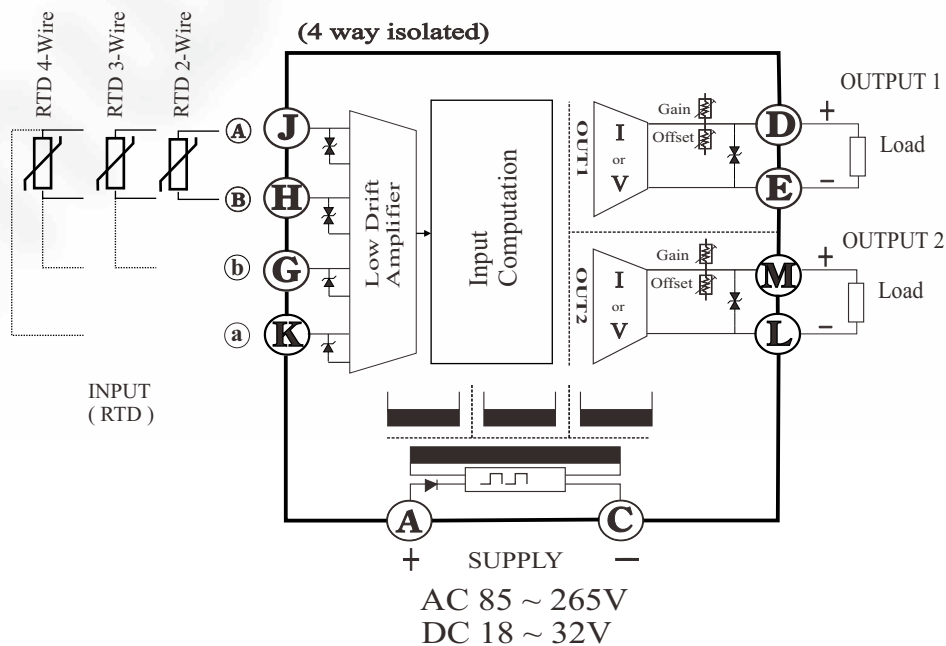 (4 way isolated)
RTD 4-Wire
RTD 3-Wire
RTD 2-Wire
A
B
b
a
J
H
G
K
INPUT
( RTD )
Low Drift
Amplifier
Input
Computation
OUT1
I
or
V
Gain
Offset
D
E
OUTPUT 1
+
−
Load
OUT2
I
or
V
Gain
Offset
M
L
OUTPUT 2
+
−
Load
A
C
+
SUPPLY
−
AC 85 ~ 265V
DC 18 ~ 32V